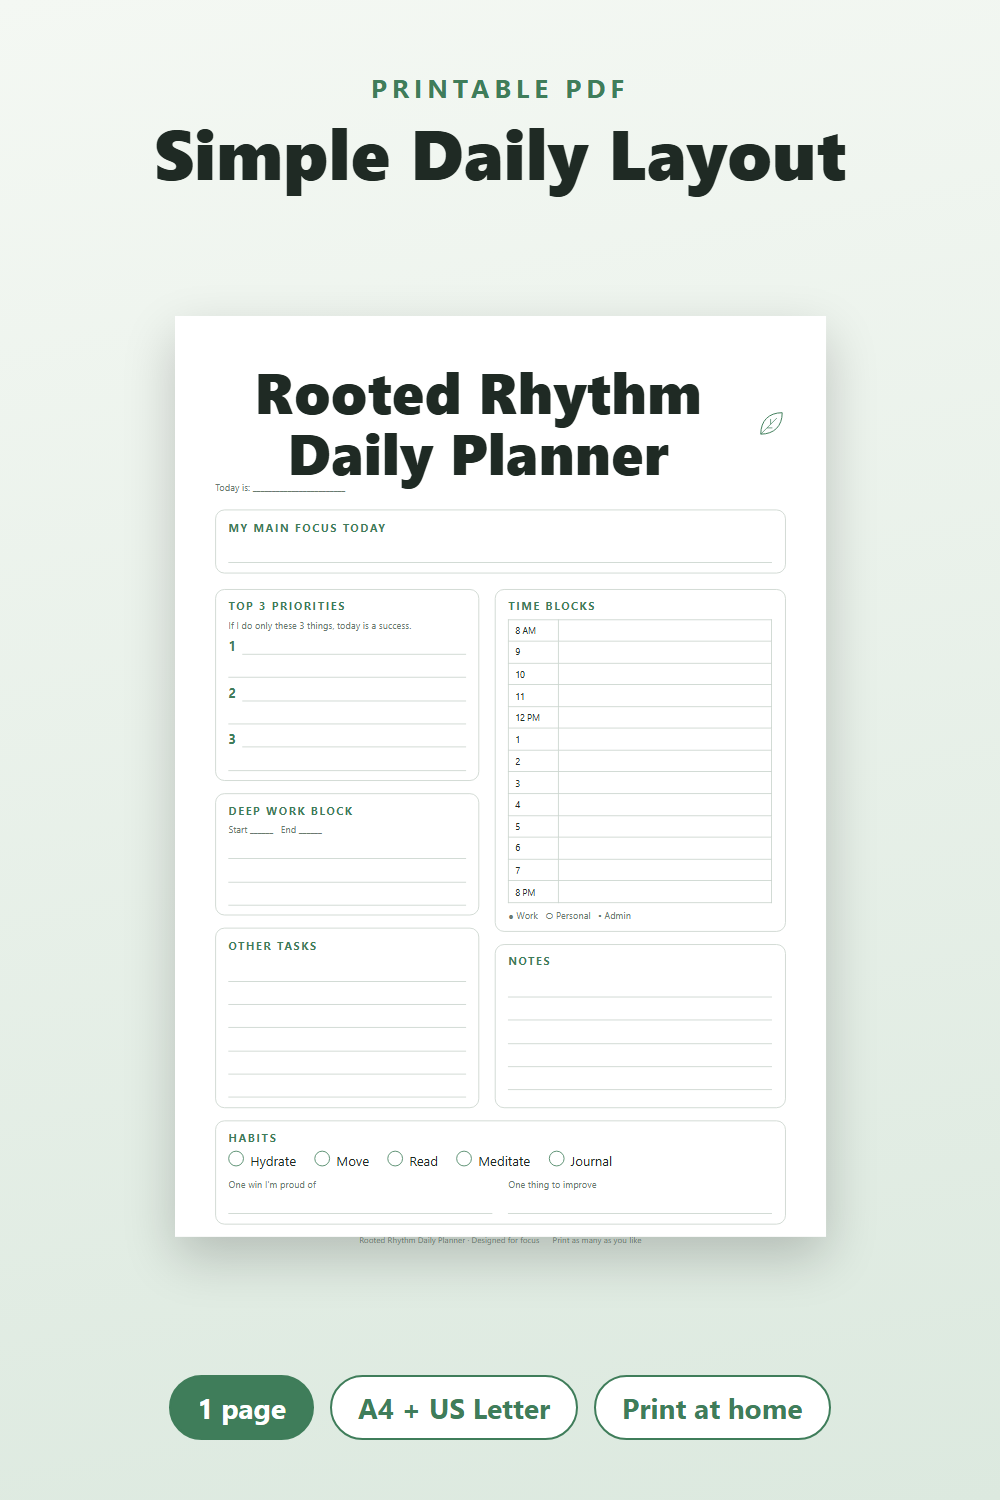 PRINTABLE PDF
Simple Daily Layout
Rooted Rhythm
Daily Planner
Today is: ____________________
MY MAIN FOCUS TODAY
TOP 3 PRIORITIES
If I do only these 3 things, today is a success.
1
2
3
DEEP WORK BLOCK
Start _____ End _____
OTHER TASKS
TIME BLOCKS
8 AM
9
10
11
12 PM
1
2
3
4
5
6
7
8 PM
● Work ○ Personal • Admin
NOTES
HABITS
Hydrate Move Read Meditate Journal
One win I'm proud of
One thing to improve
Rooted Rhythm Daily Planner · Designed for focus Print as many as you like
1 page
A4 + US Letter
Print at home